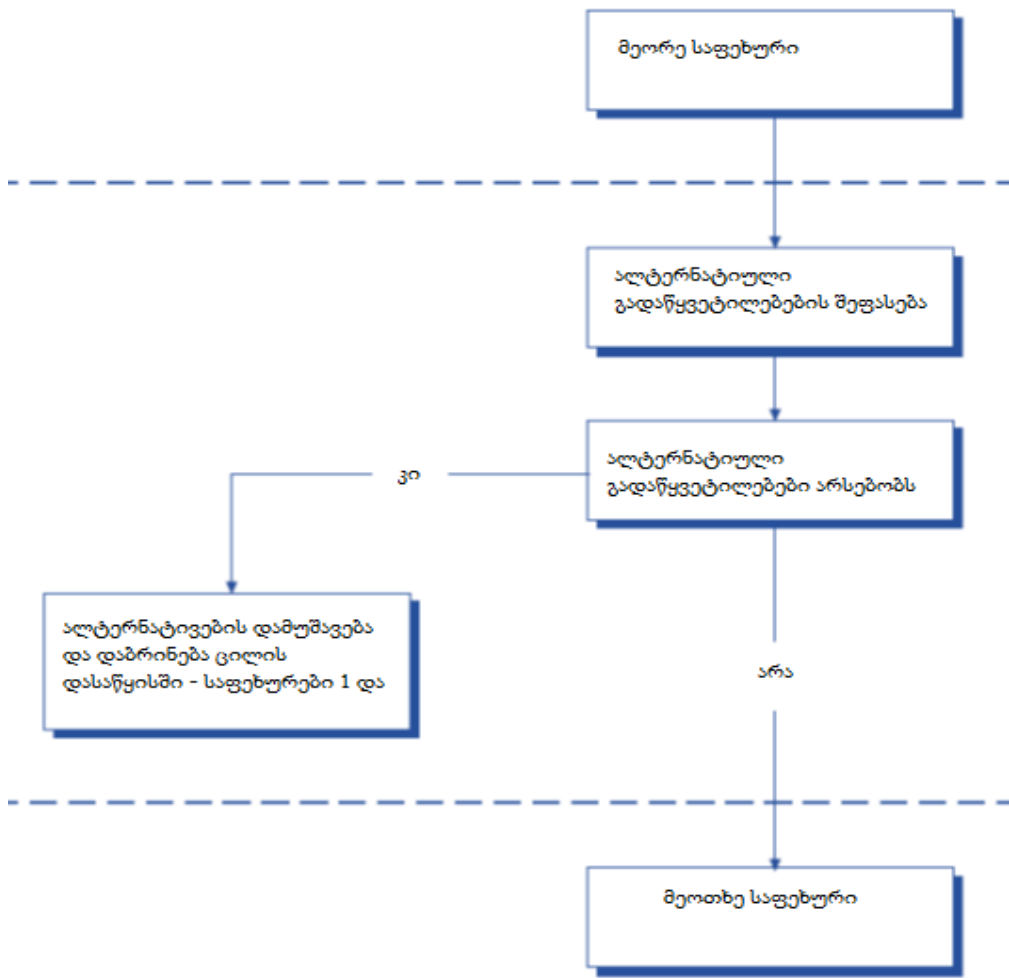 მეორე საფეხური
ალტერნატიული
გადაწყვეტილებების შეფასება
ალტერნატიული
გადაწყვეტილებები არსებობს
კი
ალტერნატივების დამუშავება
და დაბრინება ცილის
დასაწყისში - საფეხურები 1 და
არა
მეოთხე საფეხური